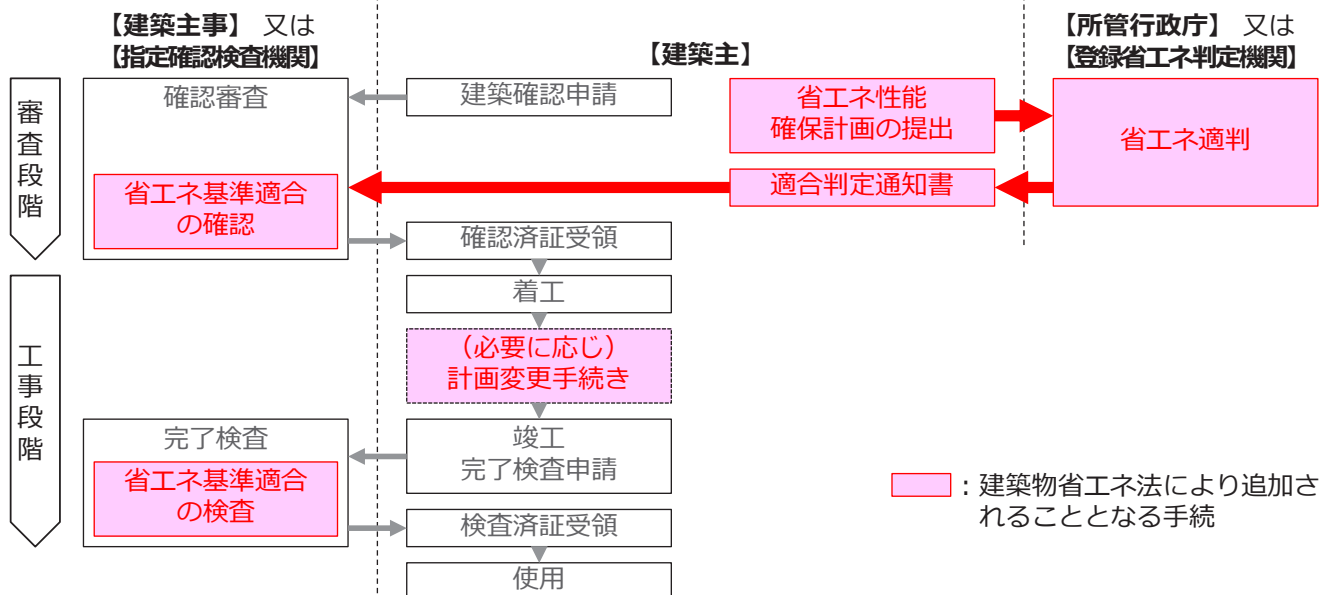 【建築主事】 又は
【指定確認検査機関】
【建築主】
【所管行政庁】 又は
【登録省エネ判定機関】
審査段階
確認審査
建築確認申請
省エネ性能
確保計画の提出
省エネ適判
省エネ基準適合
の確認
適合判定通知書
確認済証受領
工事段階
着工
（必要に応じ）
計画変更手続き
完了検査
竣工
完了検査申請
省エネ基準適合
の検査
検査済証受領
使用
：建築物省エネ法により追加さ
れることとなる手続